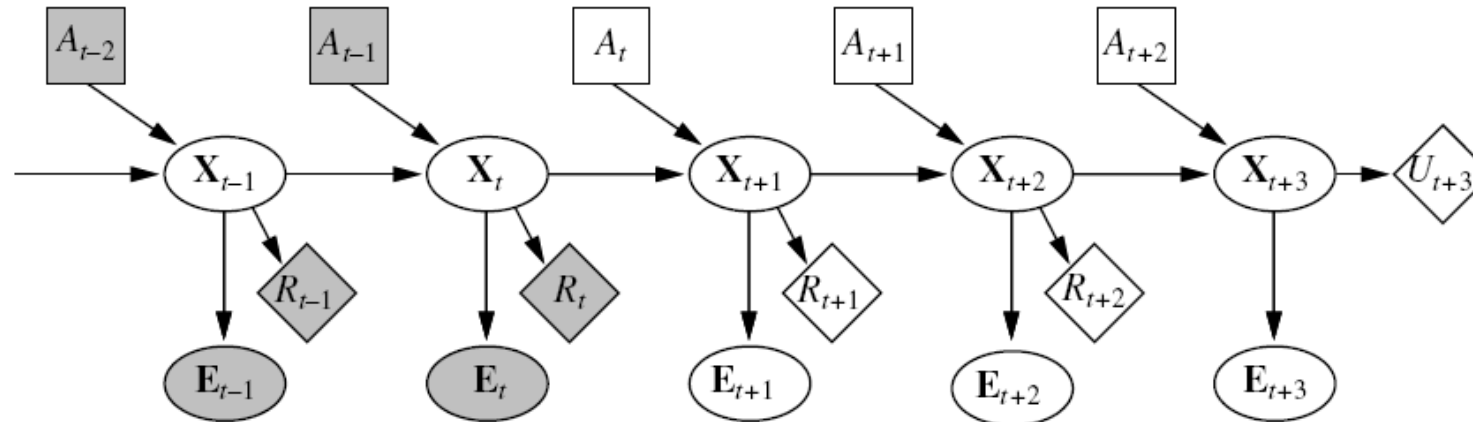 A_{t–2} A_{t–1} A_t A_{t+1} A_{t+2}
X_{t–1} X_t X_{t+1} X_{t+2} X_{t+3} U_{t+3}
R_{t–1} R_t R_{t+1} R_{t+2}
E_{t–1} E_t E_{t+1} E_{t+2} E_{t+3}